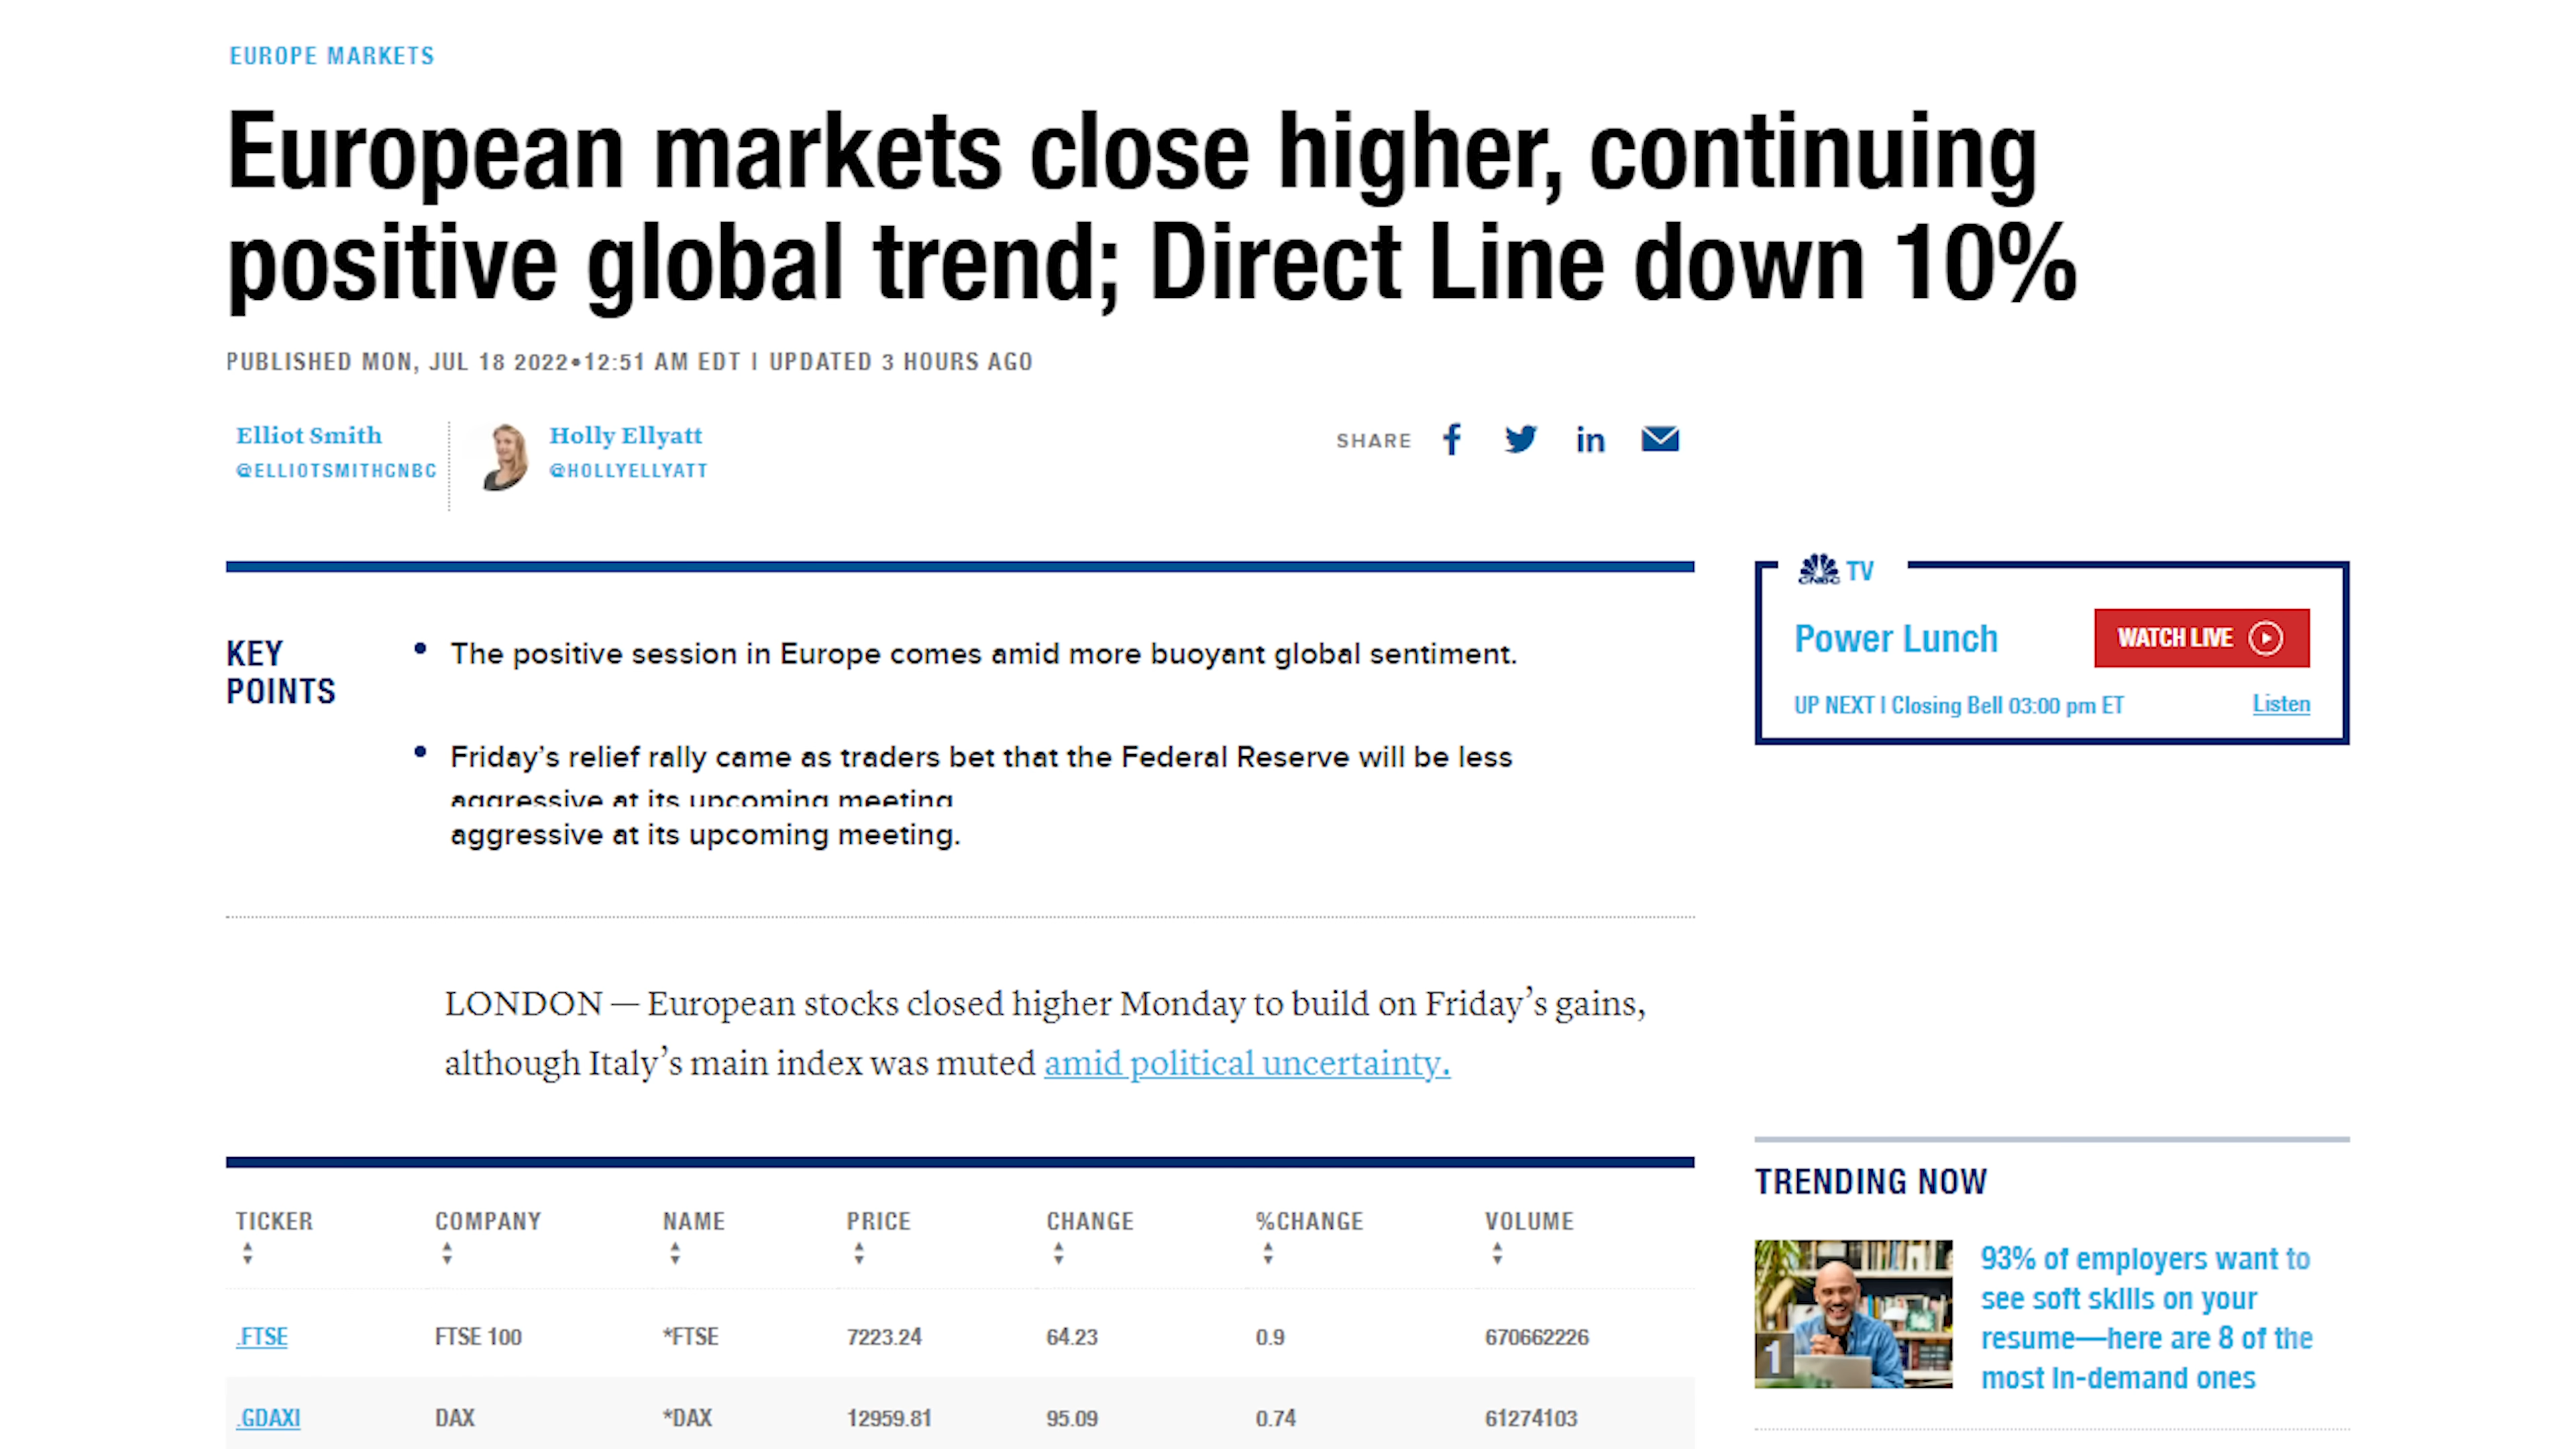 EUROPE MARKETS
European markets close higher, continuing
positive global trend; Direct Line down 10%
PUBLISHED MON, JUL 18 2022•12:51 AM EDT | UPDATED 3 HOURS AGO
Elliot Smith
@ELLIOTSMITHCNBC
Holly Ellyatt
@HOLLYELLYATT
SHARE
KEY
POINTS
• The positive session in Europe comes amid more buoyant global sentiment.
• Friday’s relief rally came as traders bet that the Federal Reserve will be less
aggressive at its upcoming meeting
aggressive at its upcoming meeting.
CNBC TV
Power Lunch WATCH LIVE
UP NEXT | Closing Bell 03:00 pm ET Listen
LONDON — European stocks closed higher Monday to build on Friday’s gains,
although Italy’s main index was muted amid political uncertainty.
TICKER COMPANY NAME PRICE CHANGE %CHANGE VOLUME
.FTSE FTSE 100 *FTSE 7223.24 64.23 0.9 670662226
.GDAXI DAX *DAX 12959.81 95.09 0.74 61274103
TRENDING NOW
1
93% of employers want to
see soft skills on your
resume—here are 8 of the
most in-demand ones